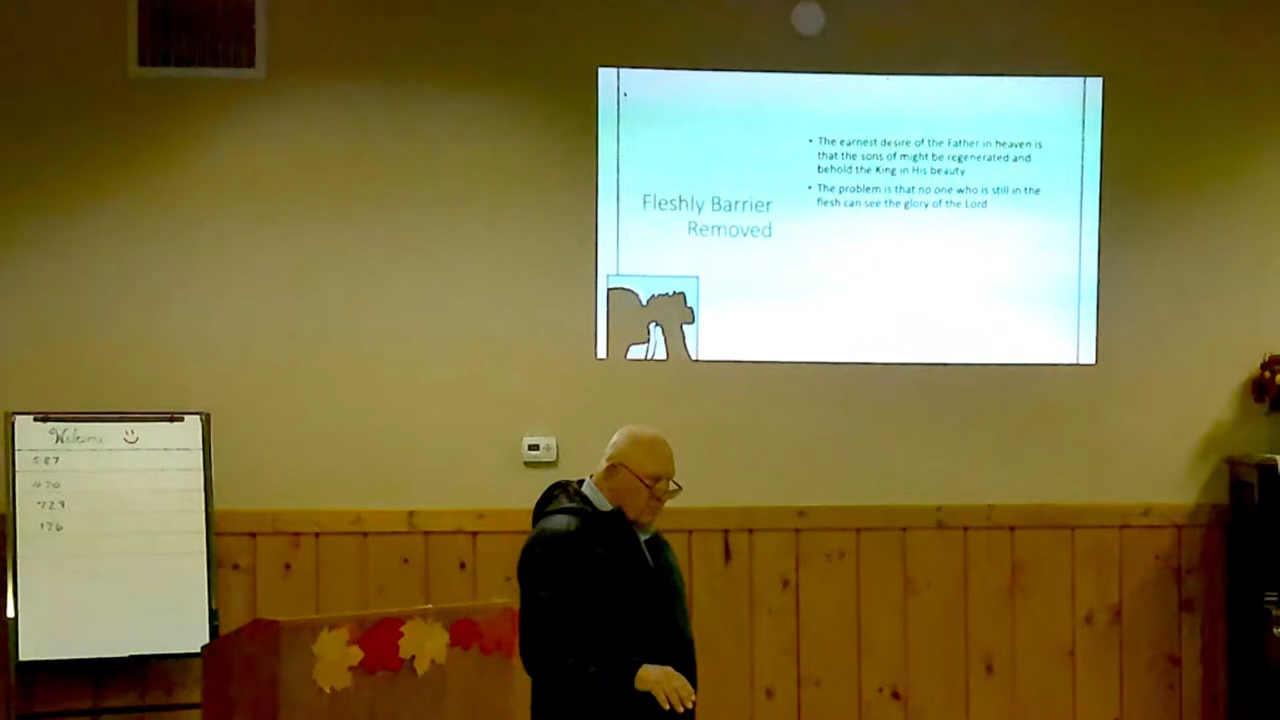 Fleshly Barrier
Removed
• The earnest desire of the Father in heaven is
that the sons of might be regenerated and
behold the King in His beauty
• The problem is that no one who is still in the
flesh can see the glory of the Lord
Welcome
587
470
729
176